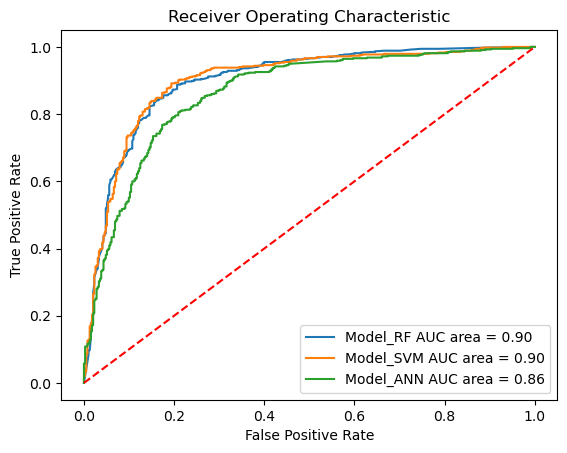 Receiver Operating Characteristic
True Positive Rate
1.0
0.8
0.6
0.4
0.2
0.0
Model_RF AUC area = 0.90
Model_SVM AUC area = 0.90
Model_ANN AUC area = 0.86
0.0 0.2 0.4 0.6 0.8 1.0
False Positive Rate